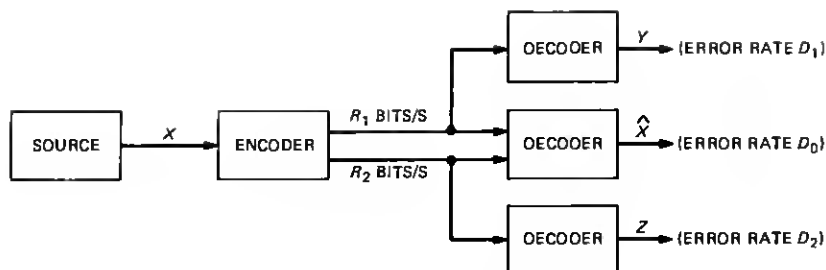 Y
OECOOER
(ERROR RATE D₁)
R₁ BITS/S
X
X̂
SOURCE
ENCODER
OECOOER
(ERROR RATE D₀)
R₂ BITS/S
Z
OECOOER
(ERROR RATE D₂)